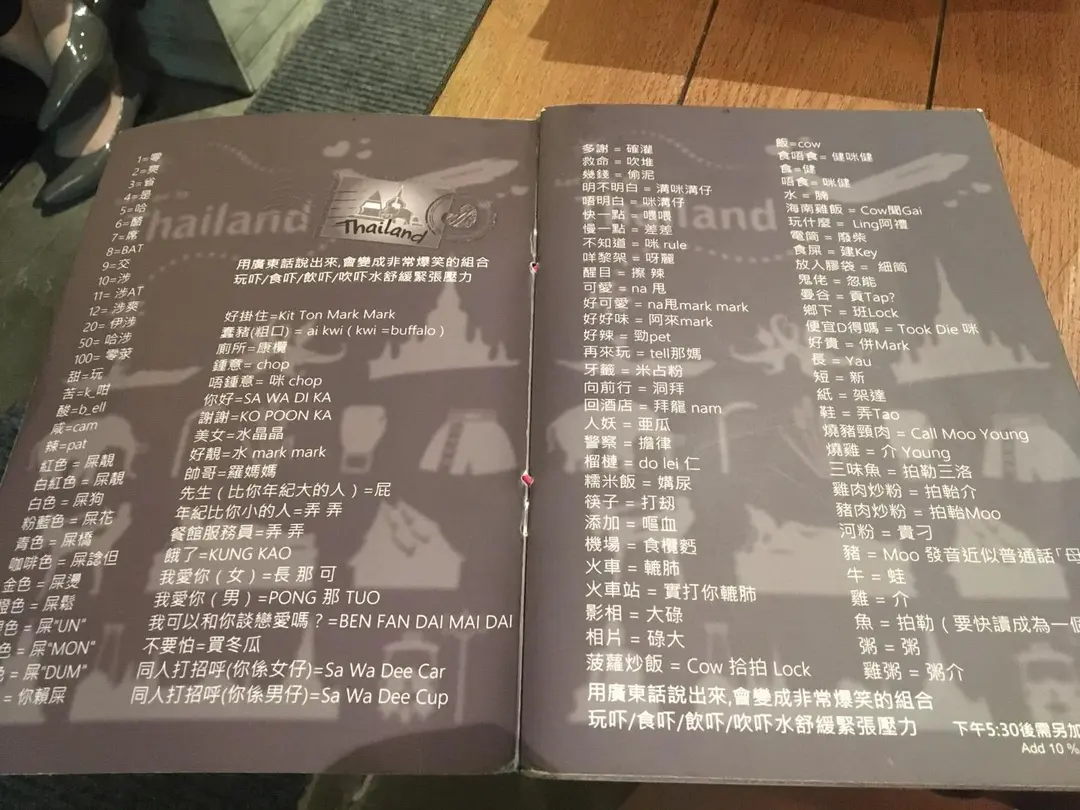 1=零
2=爽
3=省
4=是
5=哈
6=酷
7=席
8=BAT
9=交
10=涉
11= 涉AT
12= 涉爽
20= 伊涉
50= 哈涉
100= 零萊
甜=玩
苦=k_咁
酸=b_ell
咸=cam
辣=pat
紅色 = 屎靚
白紅色 = 屎靚
白色 = 屎狗
粉藍色 = 屎花
青色 = 屎橋
咖啡色 = 屎諗但
金色 = 屎燙
橙色 = 屎鬆
色 = 屎"UN"
色 = 屎"MON"
= 屎"DUM"
= 你賴屎
Thailand
Thailand
用廣東話說出來,會變成非常爆笑的組合
玩吓/食吓/飲吓/吹吓水舒緩緊張壓力
好掛住=Kit Ton Mark Mark
蠢豬(粗口) = ai kwi ( kwi =buffalo )
廁所=康欄
鍾意= chop
唔鍾意= 咪 chop
你好=SA WA DI KA
謝謝=KO POON KA
美女=水晶晶
好靚=水 mark mark
帥哥=羅媽媽
先生 ( 比你年紀大的人 ) =屁
年紀比你小的人=弄 弄
餐館服務員=弄 弄
餓了=KUNG KAO
我愛你 ( 女 ) =長 那 可
我愛你 ( 男 ) =PONG 那 TUO
我可以和你談戀愛嗎 ? =BEN FAN DAI MAI DAI
不要怕=買冬瓜
同人打招呼(你係女仔)=Sa Wa Dee Car
同人打招呼(你係男仔)=Sa Wa Dee Cup
多謝 = 確灌
救命 = 吹堆
幾錢 = 偷泥
明不明白 = 溝咪溝仔
唔明白 = 咪溝仔
快一點 = 喂喂
慢一點 = 差差
不知道 = 咪 rule
咩黎架 = 呀麗
醒目 = 擦 辣
可愛 = na 甩
好可愛 = na甩mark mark
好好味 = 阿來mark
好辣 = 勁pet
再來玩 = tell那媽
牙籤 = 米占粉
向前行 = 洞拜
回酒店 = 拜龍 nam
人妖 = 亜瓜
警察 = 擔律
榴槤 = do lei 仁
糯米飯 = 媾尿
筷子 = 打刼
添加 = 嘔血
機場 = 食欖
火車 = 轆肺
火車站 = 實打你轆肺
影相 = 大碌
相片 = 碌大
菠蘿炒飯 = Cow 拾拍 Lock
用廣東話說出來,會變成非常爆笑的組合
玩吓/食吓/飲吓/吹吓水舒緩緊張壓力
land
飯=cow
食唔食= 健咪健
食=健
唔食= 咪健
水 = 腩
海南雞飯 = Cow聞Gai
玩什麼 = Ling阿禮
電筒 = 廢柴
食屎 = 建Key
放入膠袋 = 細筒
鬼佬 = 忽能
曼谷 = 貢Tap?
鄉下 = 班Lock
便宜D得嗎 = Took Die 咪
好貴 = 併Mark
長 = Yau
短 = 新
紙 = 架達
鞋 = 弄Tao
燒豬頸肉 = Call Moo Young
燒雞 = 介 Young
三味魚 = 拍勒三洛
雞肉炒粉 = 拍軩介
豬肉炒粉 = 拍軩Moo
河粉 = 貴刁
豬 = Moo 發音近似普通話「母
牛 = 蛙
雞 = 介
魚 = 拍勒 ( 要快讀成為一個
粥 = 粥
雞粥 = 粥介
下午5:30後需另加
Add 10 %